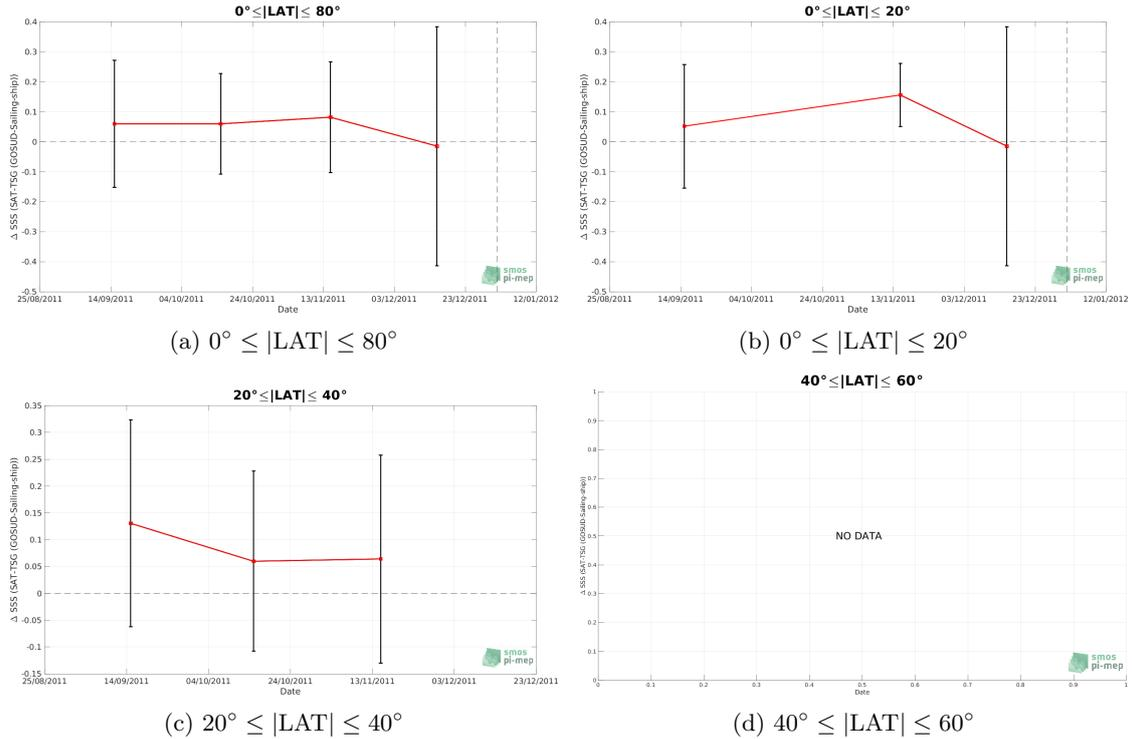 0°≤|LAT|≤ 80°
0.4
0.3
0.2
0.1
0
-0.1
-0.2
-0.3
-0.4
-0.5
Δ SSS (SAT-TSG (GOSUD-Sailing-ship))
25/08/2011 14/09/2011 04/10/2011 24/10/2011 13/11/2011 03/12/2011 23/12/2011 12/01/2012
Date
smos
pi-mep
(a) 0° ≤ |LAT| ≤ 80°
0°≤|LAT|≤ 20°
0.4
0.3
0.2
0.1
0
-0.1
-0.2
-0.3
-0.4
-0.5
Δ SSS (SAT-TSG (GOSUD-Sailing-ship))
25/08/2011 14/09/2011 04/10/2011 24/10/2011 13/11/2011 03/12/2011 23/12/2011 12/01/2012
Date
smos
pi-mep
(b) 0° ≤ |LAT| ≤ 20°
20°≤|LAT|≤ 40°
0.35
0.3
0.25
0.2
0.15
0.1
0.05
0
-0.05
-0.1
-0.15
Δ SSS (SAT-TSG (GOSUD-Sailing-ship))
25/08/2011 14/09/2011 04/10/2011 24/10/2011 13/11/2011 03/12/2011 23/12/2011
Date
smos
pi-mep
(c) 20° ≤ |LAT| ≤ 40°
40°≤|LAT|≤ 60°
1
0.9
0.8
0.7
0.6
0.5
0.4
0.3
0.2
0.1
0
Δ SSS (SAT-TSG (GOSUD-Sailing-ship))
NO DATA
0 0.1 0.2 0.3 0.4 0.5 0.6 0.7 0.8 0.9 1
Date
smos
pi-mep
(d) 40° ≤ |LAT| ≤ 60°